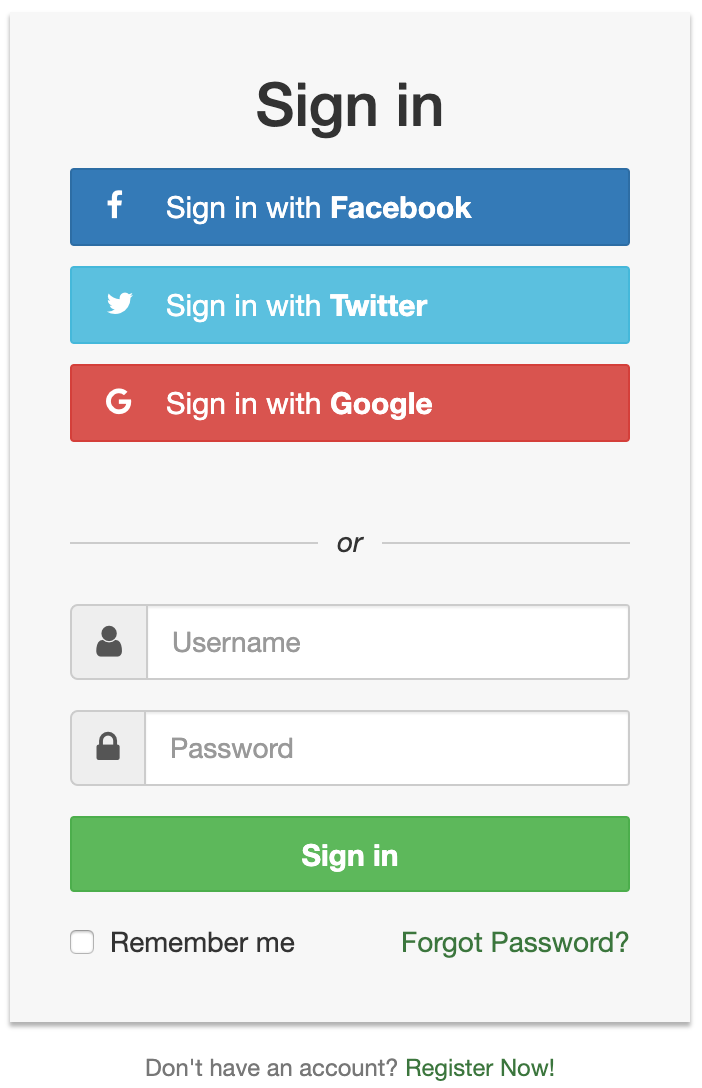 Sign in
Sign in with Facebook
Sign in with Twitter
Sign in with Google
or
Username
Password
Sign in
Remember me Forgot Password?
Don't have an account? Register Now!